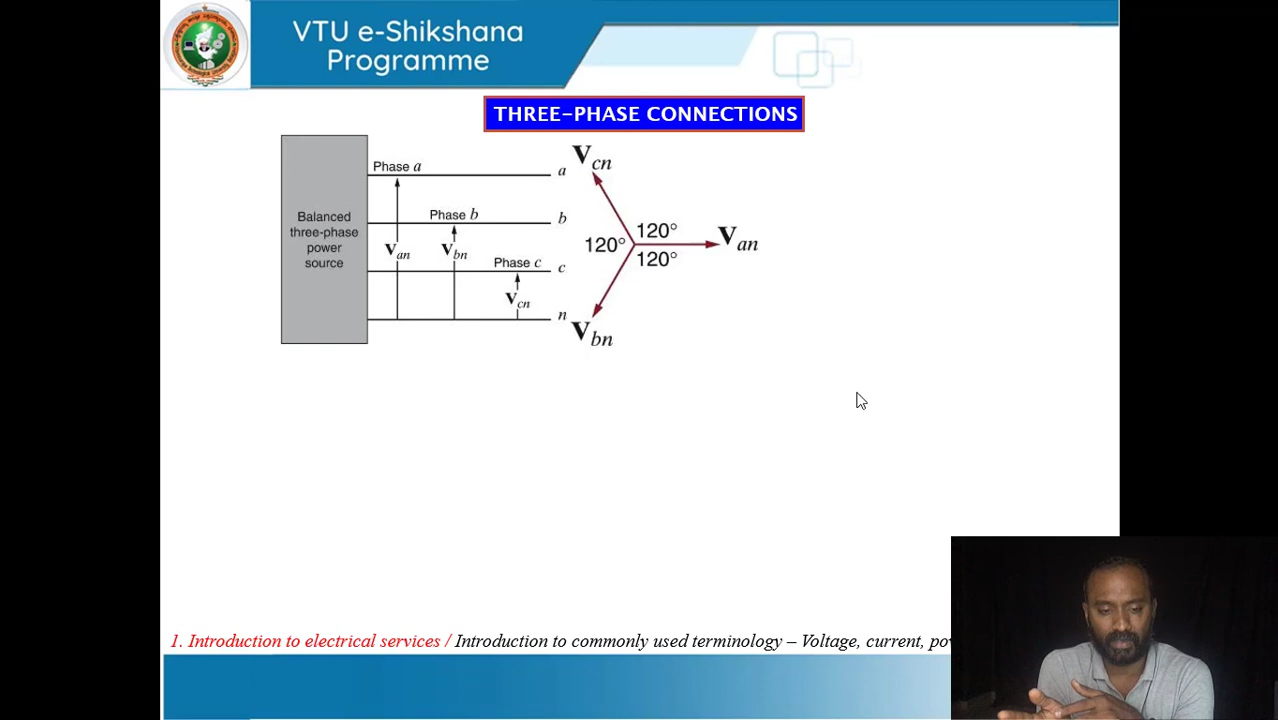 VTU e-Shikshana
Programme
THREE-PHASE CONNECTIONS
Balanced
three-phase
power
source
Phase a
a
Phase b
b
Phase c
c
n
Van
Vbn
Vcn
Vcn
120°
120°
120°
Van
Vbn
1. Introduction to electrical services / Introduction to commonly used terminology – Voltage, current,